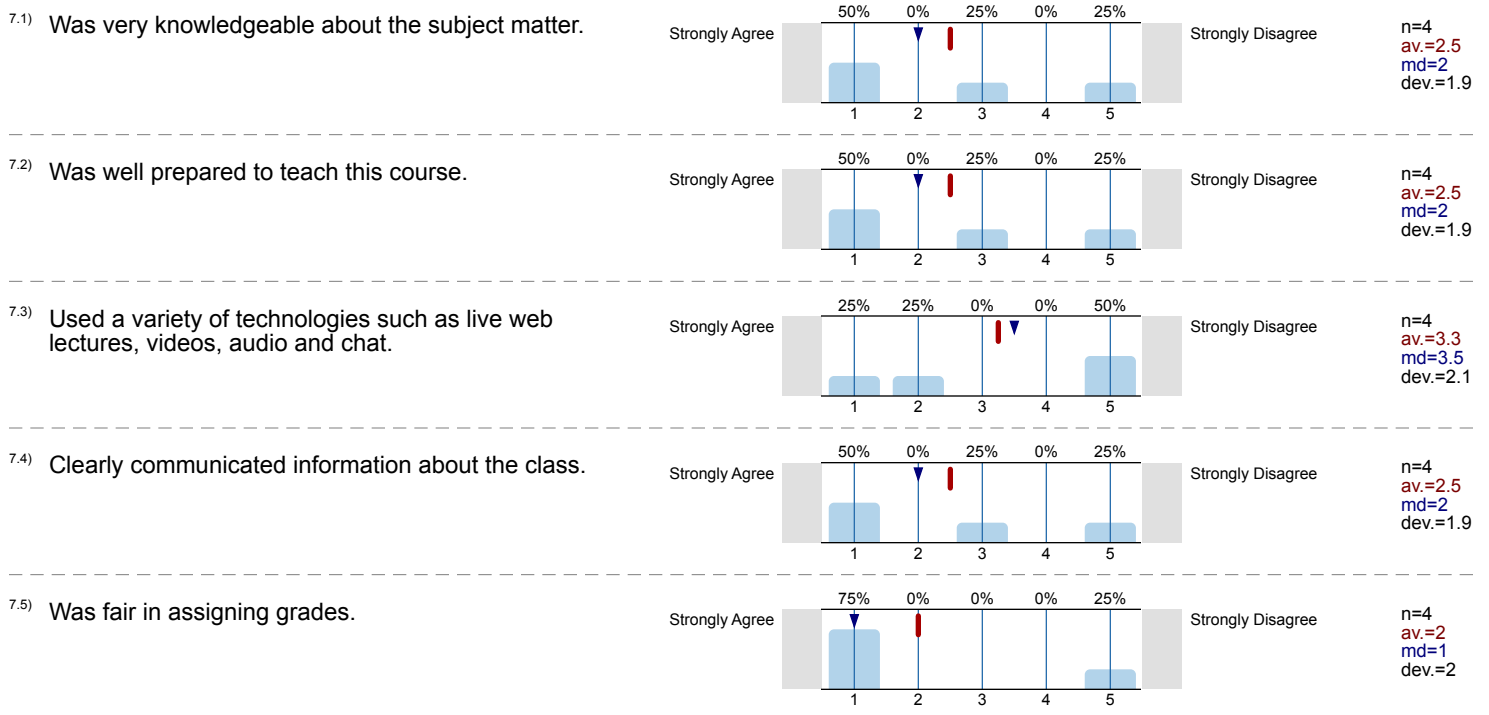 7.1) Was very knowledgeable about the subject matter.
Strongly Agree
50% 0% 25% 0% 25%
1 2 3 4 5
Strongly Disagree
n=4
av.=2.5
md=2
dev.=1.9
7.2) Was well prepared to teach this course.
Strongly Agree
50% 0% 25% 0% 25%
1 2 3 4 5
Strongly Disagree
n=4
av.=2.5
md=2
dev.=1.9
7.3) Used a variety of technologies such as live web
lectures, videos, audio and chat.
Strongly Agree
25% 25% 0% 0% 50%
1 2 3 4 5
Strongly Disagree
n=4
av.=3.3
md=3.5
dev.=2.1
7.4) Clearly communicated information about the class.
Strongly Agree
50% 0% 25% 0% 25%
1 2 3 4 5
Strongly Disagree
n=4
av.=2.5
md=2
dev.=1.9
7.5) Was fair in assigning grades.
Strongly Agree
75% 0% 0% 0% 25%
1 2 3 4 5
Strongly Disagree
n=4
av.=2
md=1
dev.=2